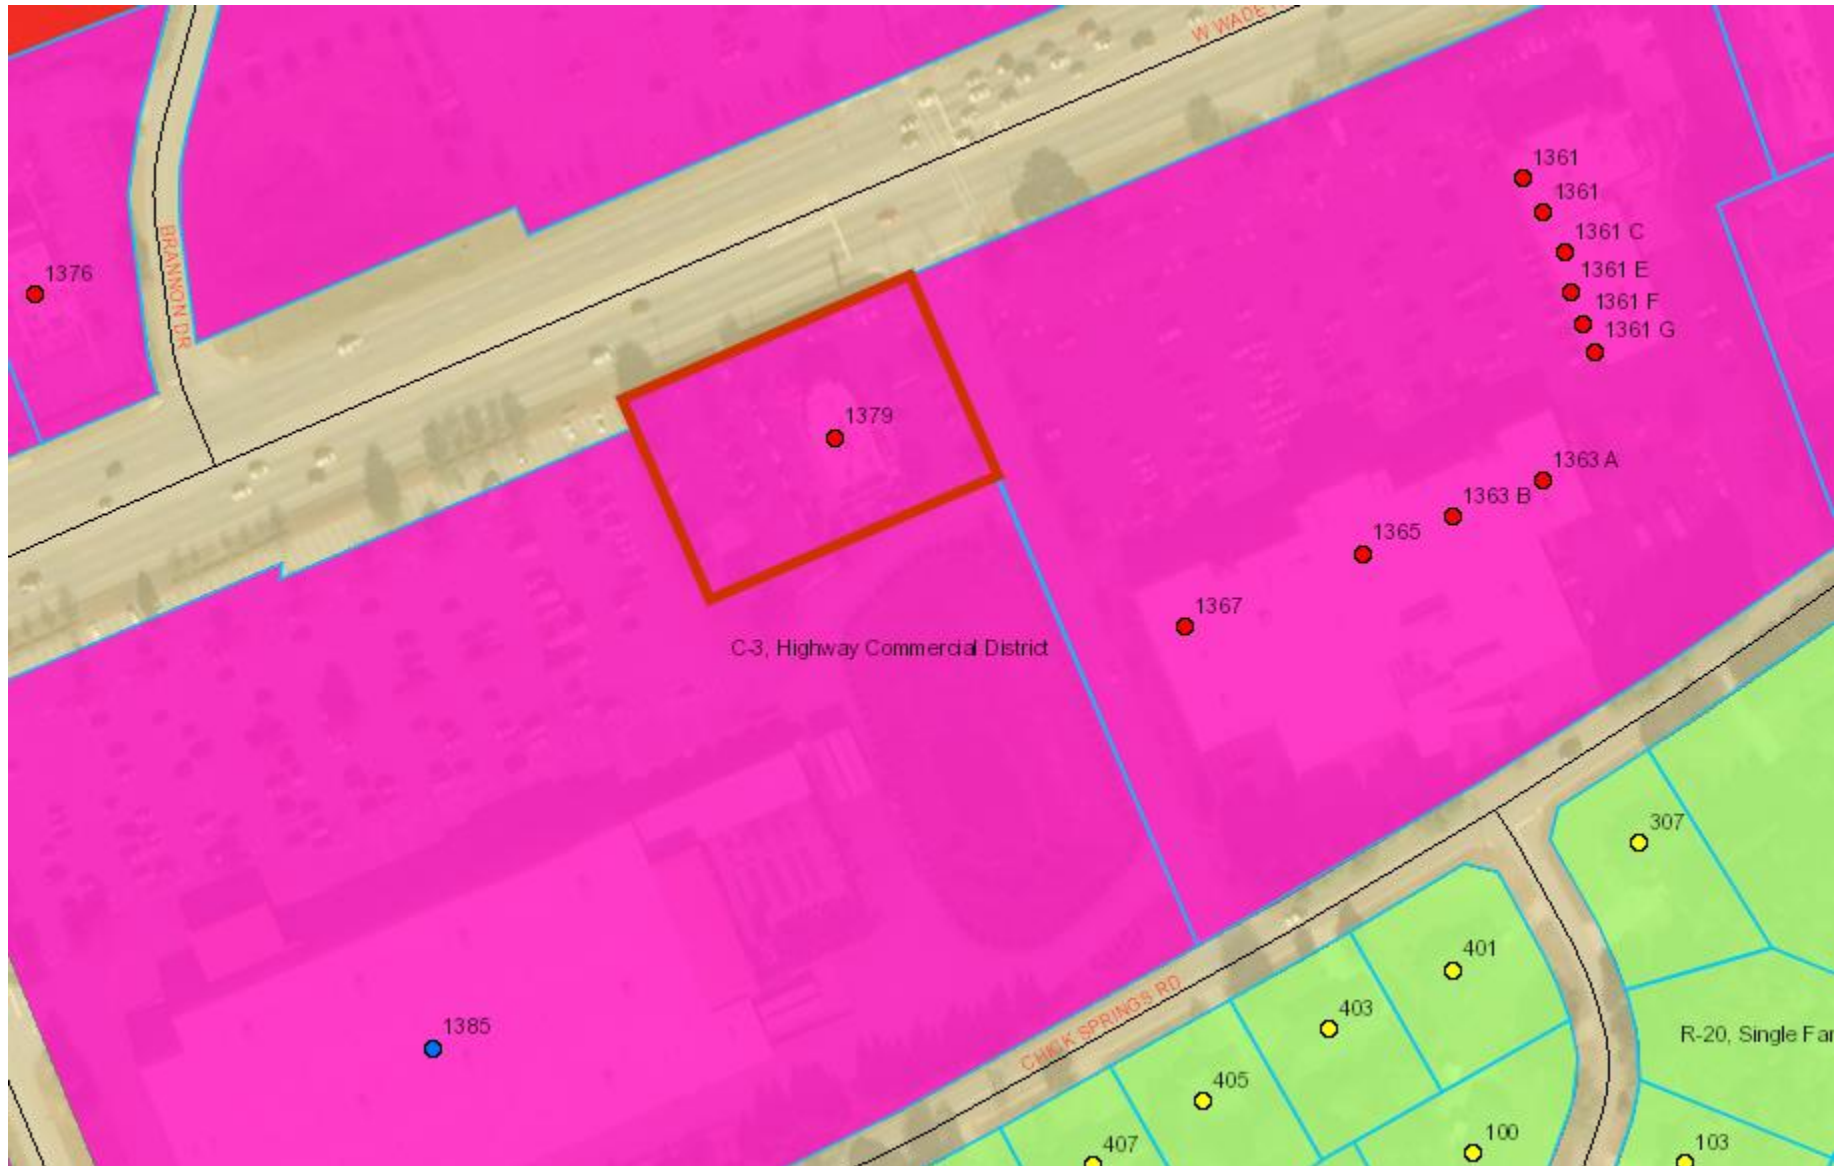 W WADE
1361
1361
1361 C
1376
BRANNON DR
1361 E
1361 F
1361 G
1379
1363 A
1363 B
1365
1367
C-3, Highway Commercial District
307
401
403
1385
CHICK SPRINGS RD
R-20, Single Far
405
407
100
103